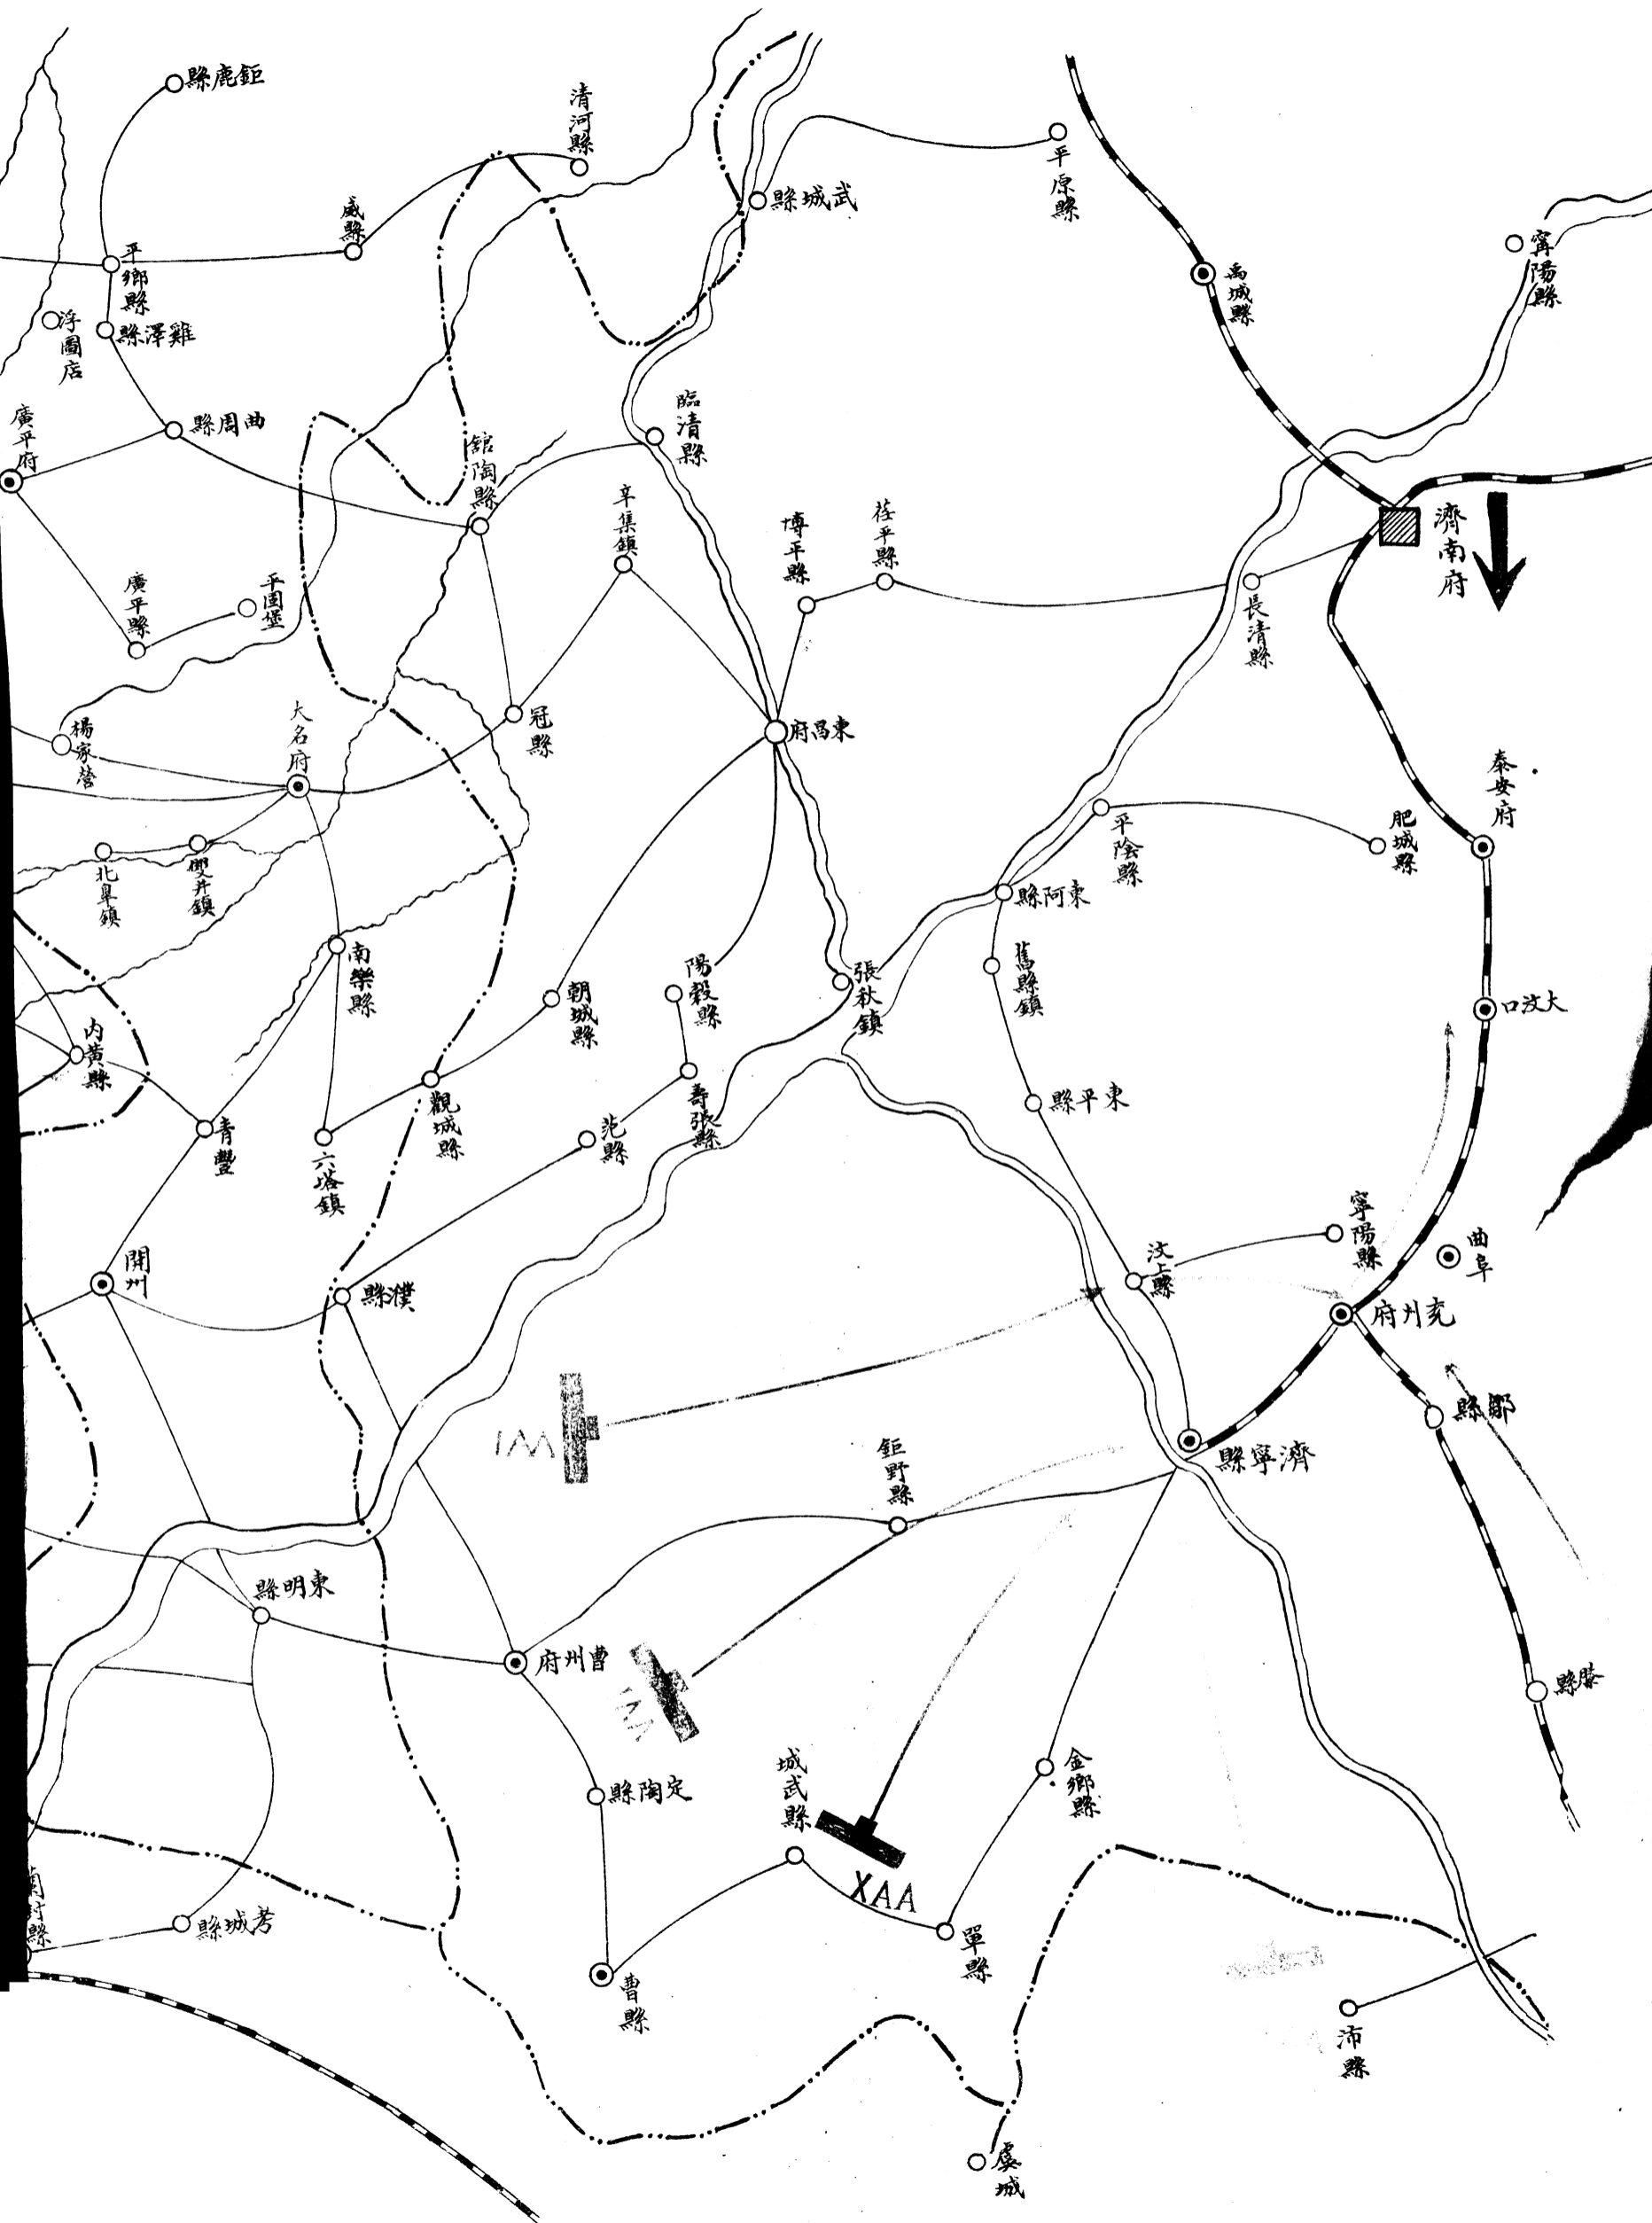 鉅鹿縣
清河縣
平原縣
武城縣
威縣
平鄉縣
寗陽縣
禹城縣
浮圖店
雞澤縣
臨清縣
曲周縣
廣平府
舘陶縣
辛集鎮
博平縣
茌平縣
濟南府
廣平縣
平固堡
長清縣
大名府
冠縣
東昌府
楊家營
泰安府
肥城縣
平陰縣
北皐鎮
雙井鎮
東阿縣
南樂縣
舊縣鎮
陽穀縣
張秋鎮
朝城縣
大汶口
內黃縣
觀城縣
壽張縣
東平縣
青豐
范縣
六塔鎮
寧陽縣
曲阜
汶上縣
開州
濮縣
兖州府
鄒縣
濟寧縣
鉅野縣
東明縣
曹州府
滕縣
定陶縣
城武縣
金鄉縣
XAA
考城縣
單縣
曹縣
沛縣
虞城